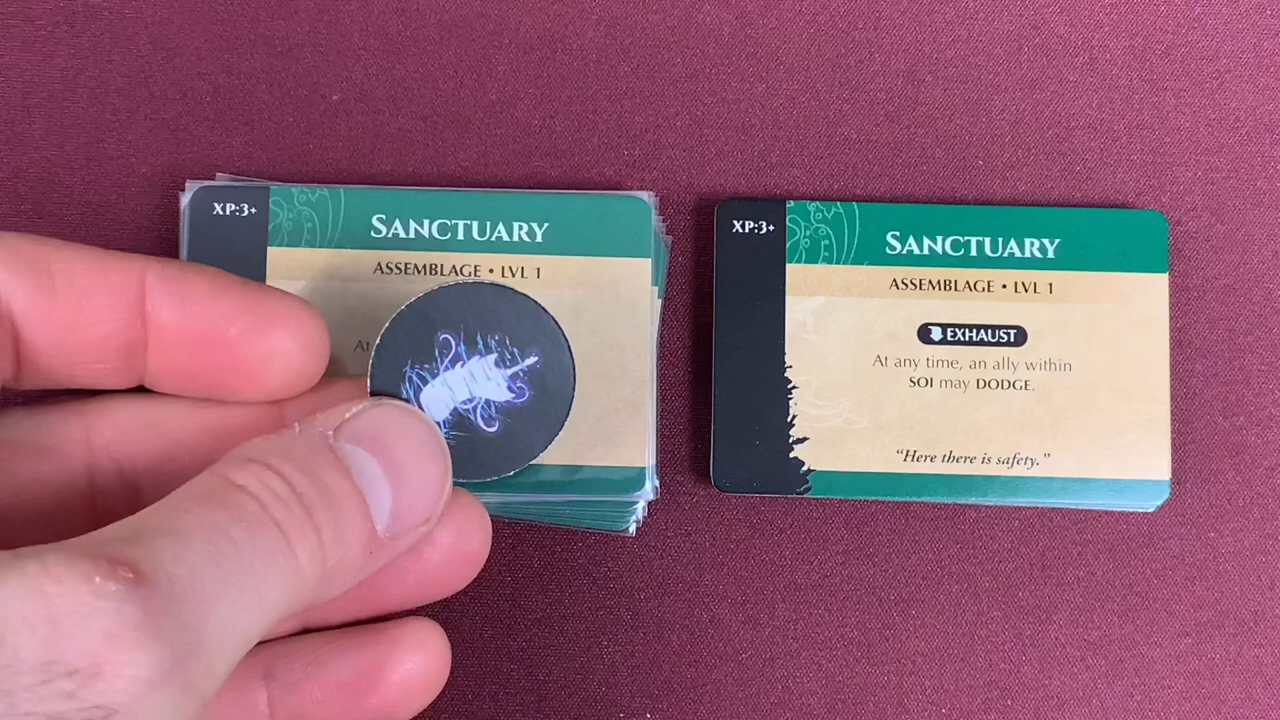 XP:3+
SANCTUARY
ASSEMBLAGE • LVL 1
At
XP:3+
SANCTUARY
ASSEMBLAGE • LVL 1
EXHAUST
At any time, an ally within
SOI may DODGE.
“Here there is safety.”